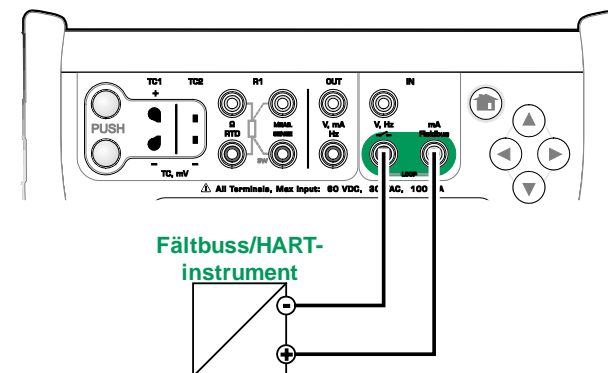 TC1 TC2 R1 OUT IN
+
PUSH
Ω MEAS. V, mA V, Hz mA
RTD SENSE Hz Fieldbus
SW
LOOP
− −
TC, mV
⚠ All Terminals, Max Input: 60 VDC, 30 VAC, 100 mA
Fältbuss/HART-
instrument
-
+